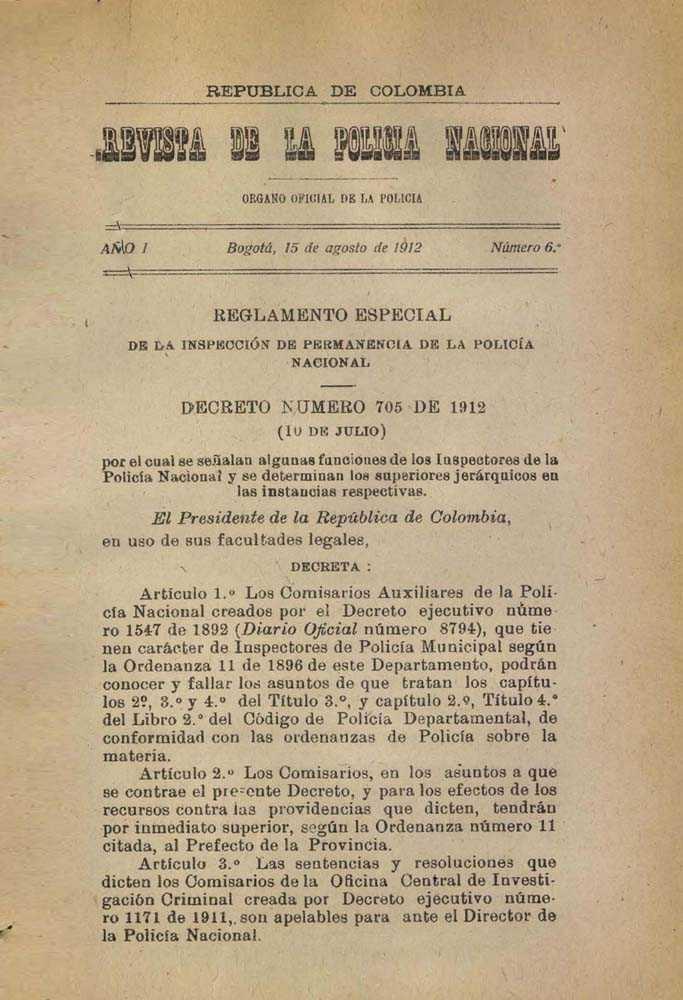 REPUBLICA DE COLOMBIA
REVISTA DE LA POLICIA NACIONAL
ORGANO OFICIAL DE LA POLICIA
AÑO I Bogotá, 15 de agosto de 1912 Número 6.º
REGLAMENTO ESPECIAL
DE LA INSPECCIÓN DE PERMANENCIA DE LA POLICÍA
NACIONAL
DECRETO NUMERO 705 DE 1912
(10 DE JULIO)
por el cual se señalan algunas funciones de los Inspectores de la
Policía Nacional y se determinan los superiores jerárquicos en
las instancias respectivas.
El Presidente de la República de Colombia,
en uso de sus facultades legales,
DECRETA :
Artículo 1.º Los Comisarios Auxiliares de la Poli-
cía Nacional creados por el Decreto ejecutivo núme
ro 1547 de 1892 (Diario Oficial número 8794), que tie
nen carácter de Inspectores de Policía Municipal según
la Ordenanza 11 de 1896 de este Departamento, podrán
conocer y fallar los asuntos de que tratan los capítu-
los 2º, 3.º y 4.º del Título 3.º, y capítulo 2.º, Título 4.º
del Libro 2.º del Código de Policía Departamental, de
conformidad con las ordenanzas de Policía sobre la
materia.
Artículo 2.º Los Comisarios, en los asuntos a que
se contrae el presente Decreto, y para los efectos de los
recursos contra las providencias que dicten, tendrán
por inmediato superior, según la Ordenanza número 11
citada, al Prefecto de la Provincia.
Artículo 3.º Las sentencias y resoluciones que
dicten los Comisarios de la Oficina Central de Investi-
gación Criminal creada por Decreto ejecutivo núme-
ro 1171 de 1911, son apelables para ante el Director de
la Policía Nacional.